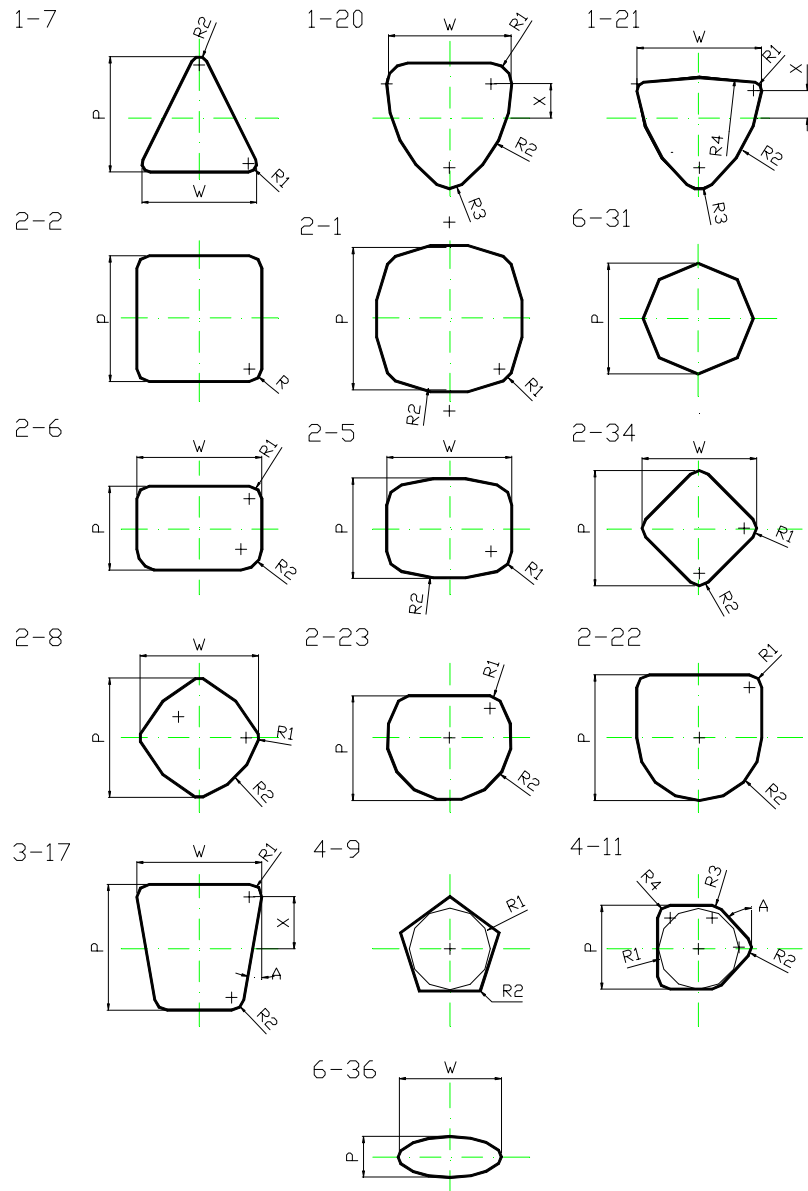 1-7
R2
P
W
R1
1-20
W
R1
X
R2
R3
1-21
W
R1
X
R4
R2
R3
2-2
P
R
2-1
P
R2
R1
6-31
P
2-6
W
R1
P
R2
2-5
W
P
R2
R1
2-34
W
P
R1
R2
2-8
W
P
R1
R2
2-23
R1
P
R2
2-22
R1
P
R2
3-17
W
R1
P
X
A
R2
4-9
R1
R2
4-11
R4
R3
A
P
R1
R2
6-36
W
P